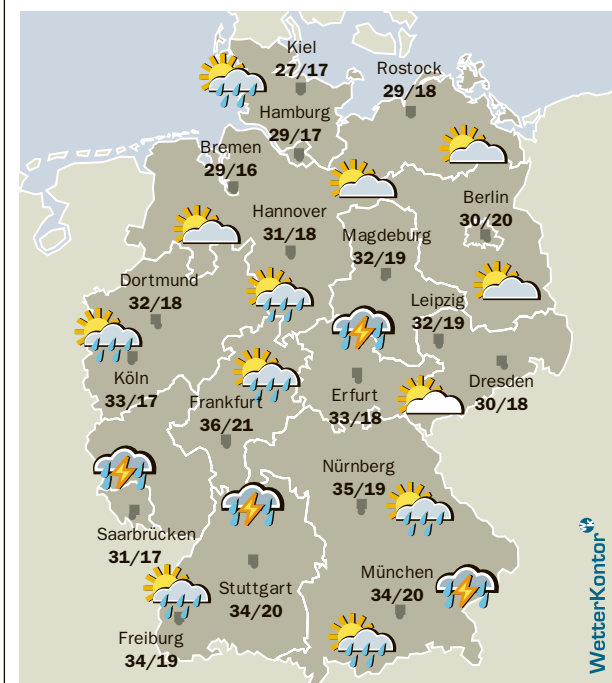 Kiel
27/17
Rostock
29/18
Hamburg
29/17
Bremen
29/16
Berlin
30/20
Hannover
31/18
Magdeburg
32/19
Dortmund
32/18
Leipzig
32/19
Köln
33/17
Dresden
30/18
Erfurt
33/18
Frankfurt
36/21
Nürnberg
35/19
Saarbrücken
31/17
München
34/20
Stuttgart
34/20
Freiburg
34/19
WetterKontor